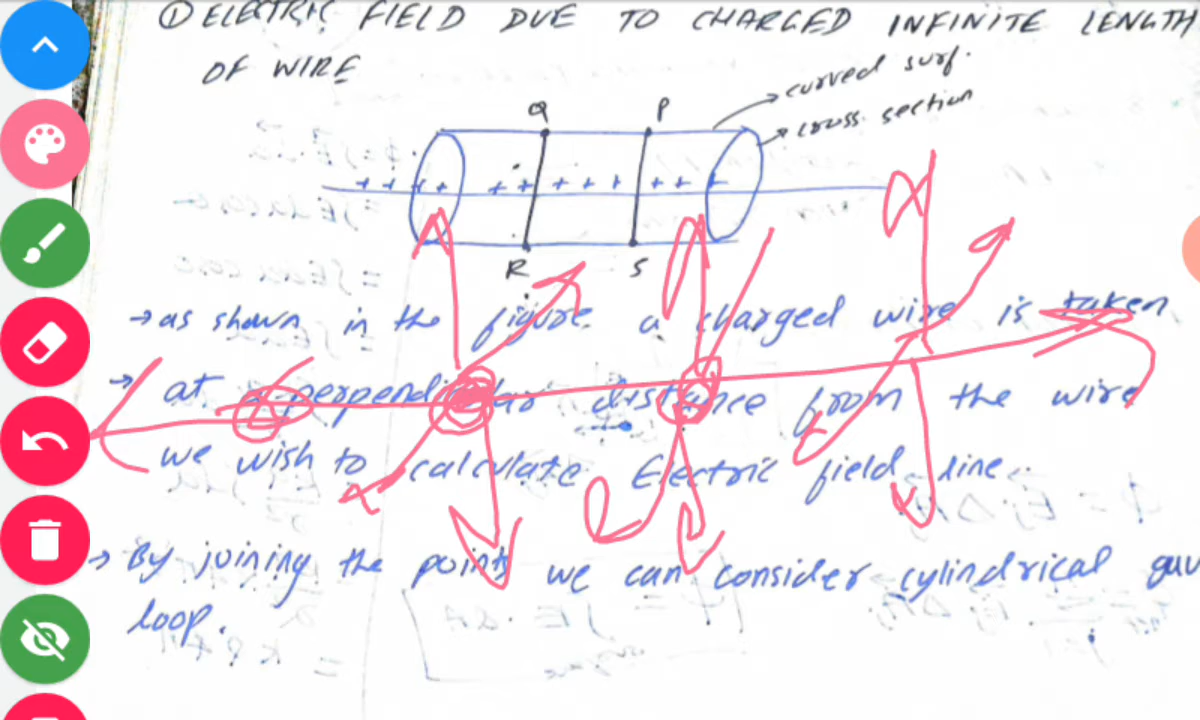 ① ELECTRIC FIELD DUE TO CHARGED INFINITE LENGTH
OF WIRE
curved surf.
cross section
Q P
R S
→ as shown in the figure a charged wire is taken
→ at a perpendicular distance from the wire
we wish to calculate Electric field line.
→ By joining the points we can consider cylindrical gau
loop.